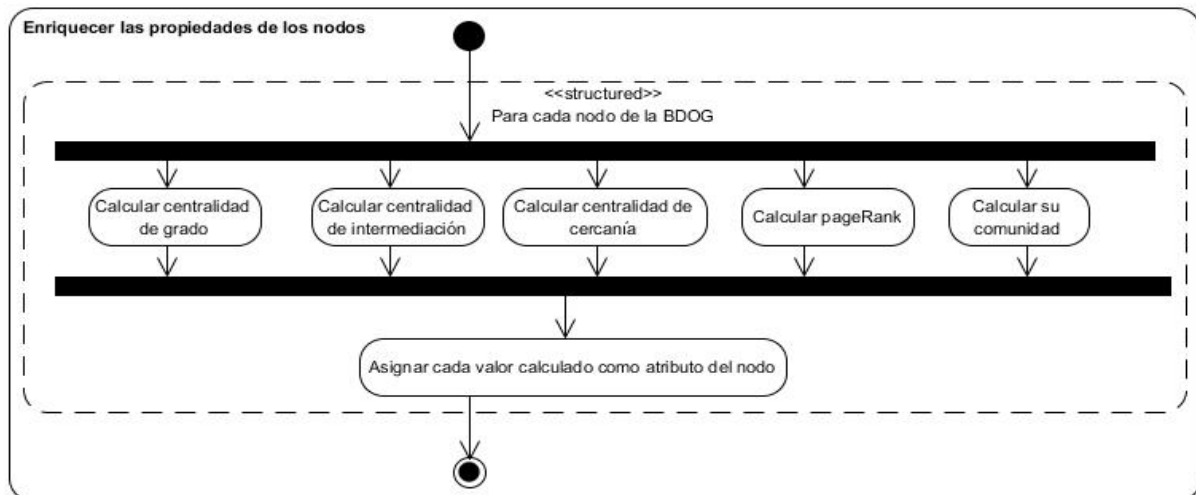 Enriquecer las propiedades de los nodos
<<structured>>
Para cada nodo de la BDOG
Calcular centralidad
de grado
Calcular centralidad
de intermediación
Calcular centralidad de
cercanía
Calcular pageRank
Calcular su
comunidad
Asignar cada valor calculado como atributo del nodo